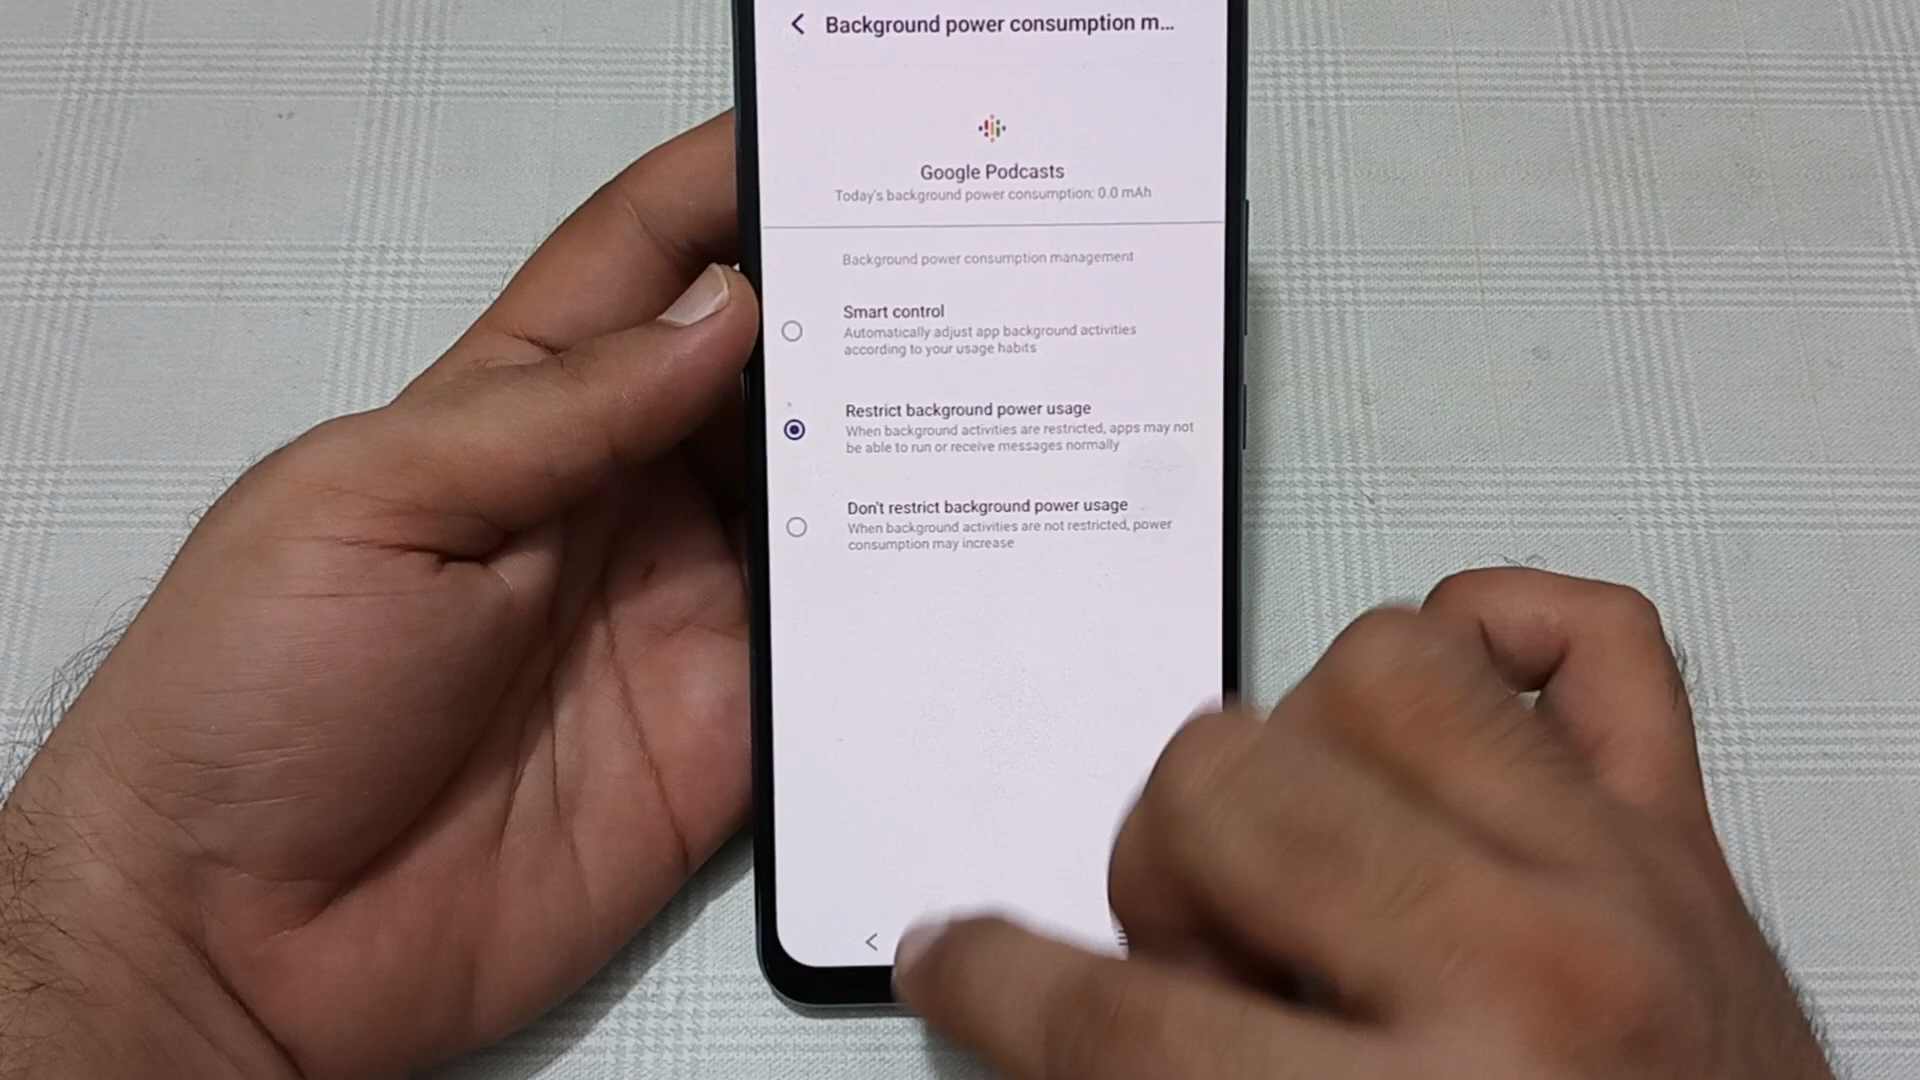 Background power consumption m...
Google Podcasts
Today's background power consumption: 0.0 mAh
Background power consumption management
Smart control
Automatically adjust app background activities
according to your usage habits
Restrict background power usage
When background activities are restricted, apps may not
be able to run or receive messages normally
Don't restrict background power usage
When background activities are not restricted, power
consumption may increase